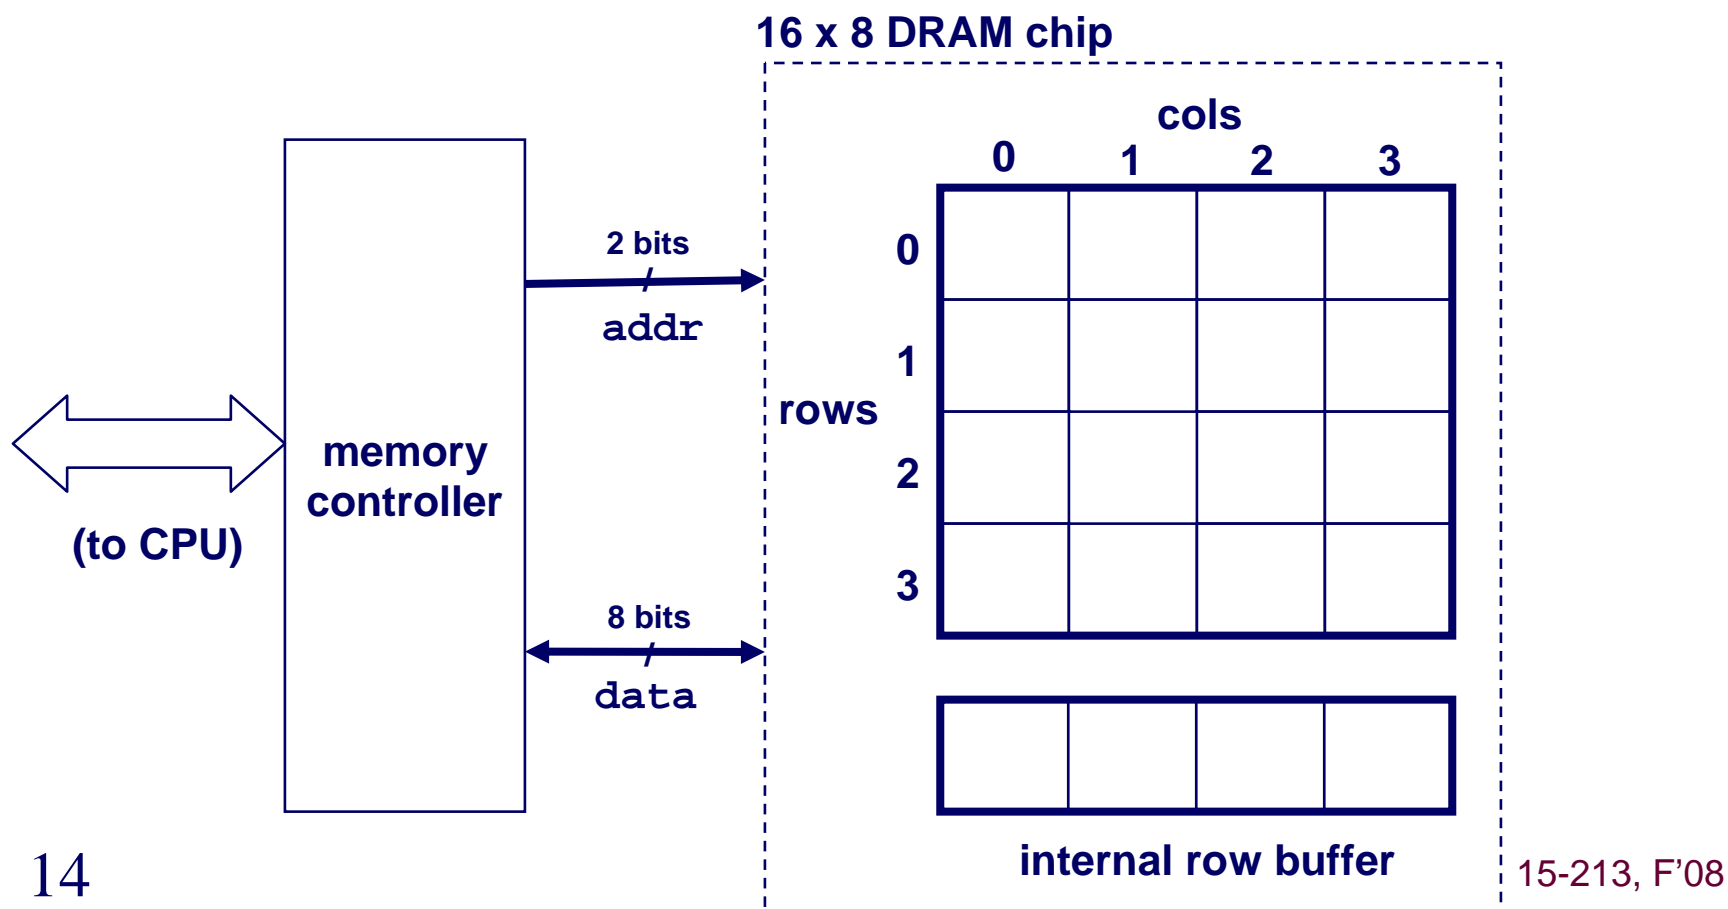 16 x 8 DRAM chip
cols
0 1 2 3
2 bits
addr
0
1
rows
2
3
memory
controller
(to CPU)
8 bits
data
internal row buffer
14
15-213, F’08